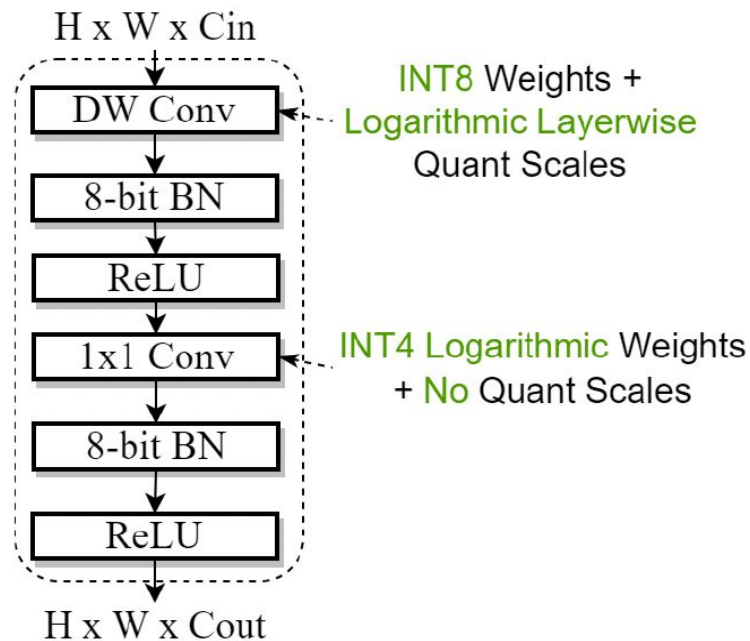 H x W x Cin
DW Conv
INT8 Weights +
Logarithmic Layerwise
Quant Scales
8-bit BN
ReLU
1x1 Conv
INT4 Logarithmic Weights
+ No Quant Scales
8-bit BN
ReLU
H x W x Cout